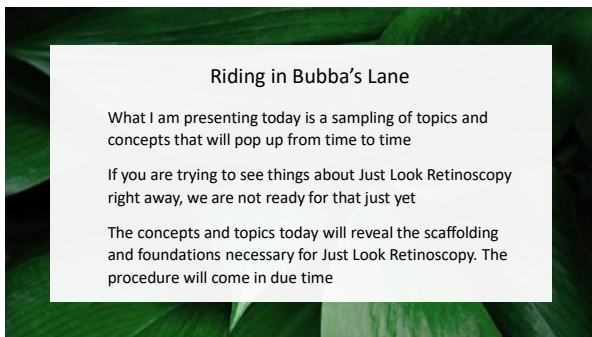 Riding in Bubba’s Lane
What I am presenting today is a sampling of topics and
concepts that will pop up from time to time
If you are trying to see things about Just Look Retinoscopy
right away, we are not ready for that just yet
The concepts and topics today will reveal the scaffolding
and foundations necessary for Just Look Retinoscopy. The
procedure will come in due time